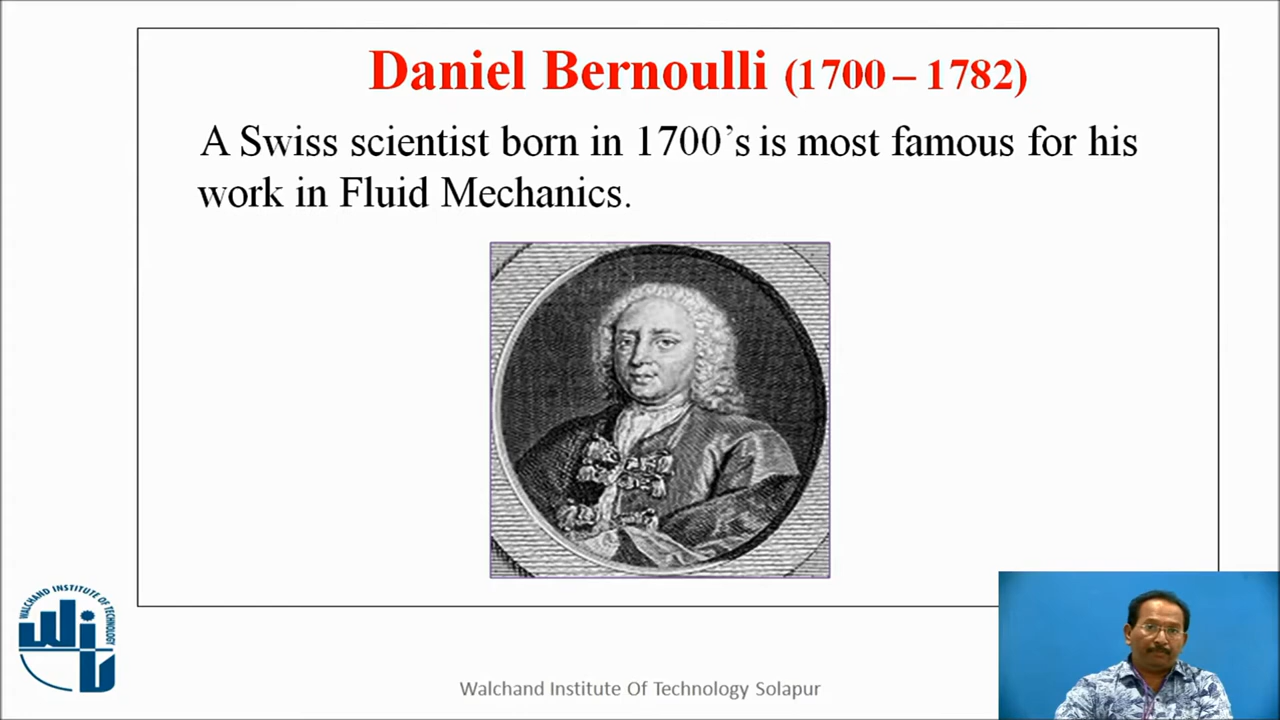 Daniel Bernoulli (1700 – 1782)
A Swiss scientist born in 1700’s is most famous for his
work in Fluid Mechanics.
WALCHAND INSTITUTE OF TECHNOLOGY
WiT
Walchand Institute Of Technology Solapur